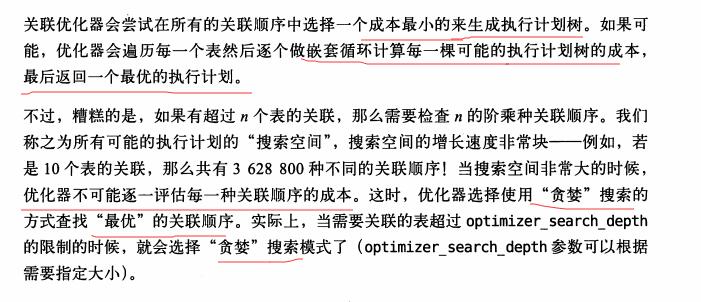 关联优化器会尝试在所有的关联顺序中选择一个成本最小的来生成执行计划树。如果可
能，优化器会遍历每一个表然后逐个做嵌套循环计算每一棵可能的执行计划树的成本，
最后返回一个最优的执行计划。
不过，糟糕的是，如果有超过 n 个表的关联，那么需要检查 n 的阶乘种关联顺序。我们
称之为所有可能的执行计划的“搜索空间”，搜索空间的增长速度非常块——例如，若
是 10 个表的关联，那么共有 3 628 800 种不同的关联顺序！当搜索空间非常大的时候，
优化器不可能逐一评估每一种关联顺序的成本。这时，优化器选择使用“贪婪”搜索的
方式查找“最优”的关联顺序。实际上，当需要关联的表超过 optimizer_search_depth
的限制的时候，就会选择“贪婪”搜索模式了（optimizer_search_depth 参数可以根据
需要指定大小）。